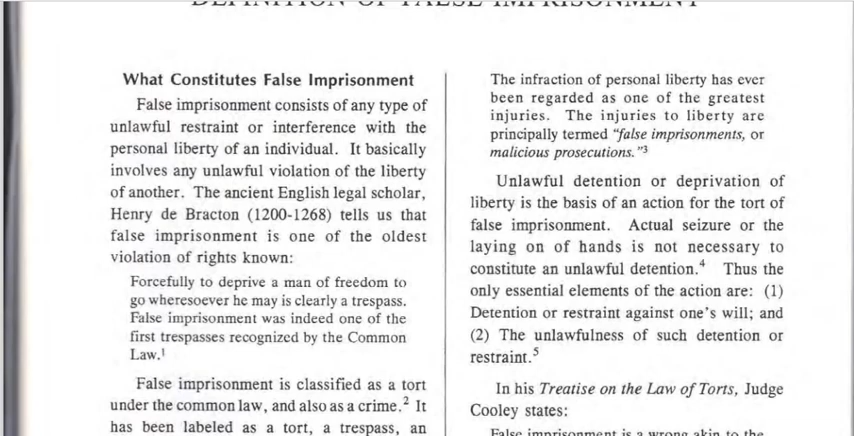 DEFINITION OF FALSE IMPRISONMENT
What Constitutes False Imprisonment
False imprisonment consists of any type of
unlawful restraint or interference with the
personal liberty of an individual. It basically
involves any unlawful violation of the liberty
of another. The ancient English legal scholar,
Henry de Bracton (1200-1268) tells us that
false imprisonment is one of the oldest
violation of rights known:
Forcefully to deprive a man of freedom to
go wheresoever he may is clearly a trespass.
False imprisonment was indeed one of the
first trespasses recognized by the Common
Law.¹
False imprisonment is classified as a tort
under the common law, and also as a crime.² It
has been labeled as a tort, a trespass, an
The infraction of personal liberty has ever
been regarded as one of the greatest
injuries. The injuries to liberty are
principally termed "false imprisonments, or
malicious prosecutions."³
Unlawful detention or deprivation of
liberty is the basis of an action for the tort of
false imprisonment. Actual seizure or the
laying on of hands is not necessary to
constitute an unlawful detention.⁴ Thus the
only essential elements of the action are: (1)
Detention or restraint against one's will; and
(2) The unlawfulness of such detention or
restraint.⁵
In his Treatise on the Law of Torts, Judge
Cooley states:
False imprisonment is a wrong akin to the